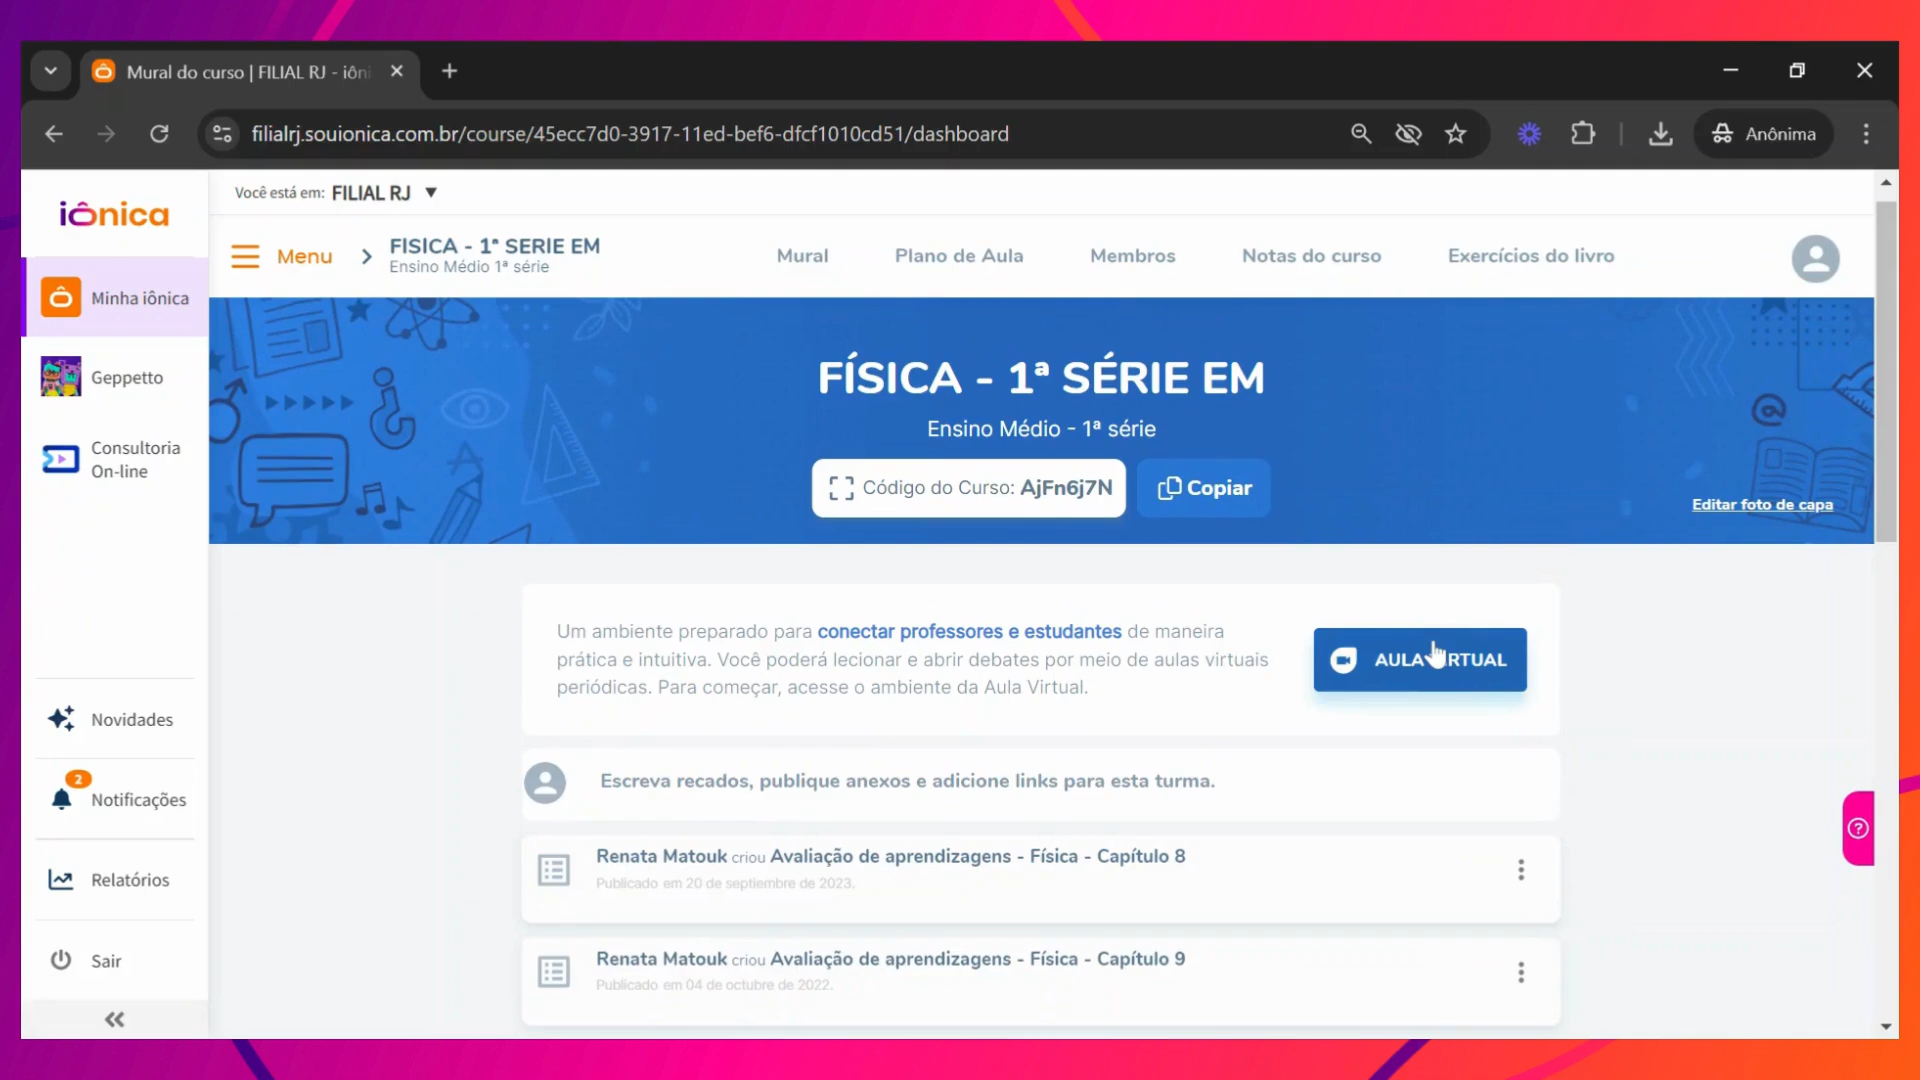 Mural do curso | FILIAL RJ - iôni
filialrj.souionica.com.br/course/45ecc7d0-3917-11ed-bef6-dfcf1010cd51/dashboard
Anônima
iônica
Você está em: FILIAL RJ
Menu
FISICA - 1ª SERIE EM
Ensino Médio 1ª série
Mural
Plano de Aula
Membros
Notas do curso
Exercícios do livro
Minha iônica
Geppetto
Consultoria
On-line
Novidades
2
Notificações
Relatórios
Sair
FÍSICA - 1ª SÉRIE EM
Ensino Médio - 1ª série
Código do Curso: AjFn6j7N
Copiar
Editar foto de capa
Um ambiente preparado para conectar professores e estudantes de maneira
prática e intuitiva. Você poderá lecionar e abrir debates por meio de aulas virtuais
periódicas. Para começar, acesse o ambiente da Aula Virtual.
AULA VIRTUAL
Escreva recados, publique anexos e adicione links para esta turma.
Renata Matouk criou Avaliação de aprendizagens - Física - Capítulo 8
Publicado em 20 de septiembre de 2023.
Renata Matouk criou Avaliação de aprendizagens - Física - Capítulo 9
Publicado em 04 de octubre de 2022.